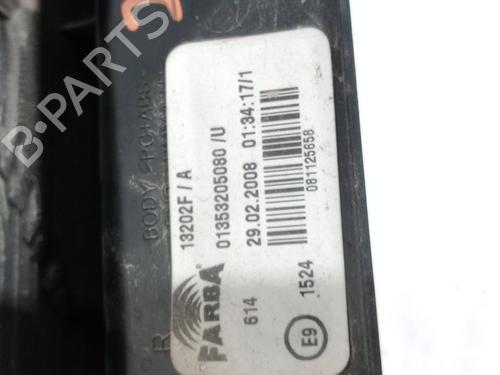 BODY >PC+ABS<
R
13202F / A
01353205080 /U
29.02.2008 01:34:17/1
081125658
FARBA
614
E9
1524
B-PARTS